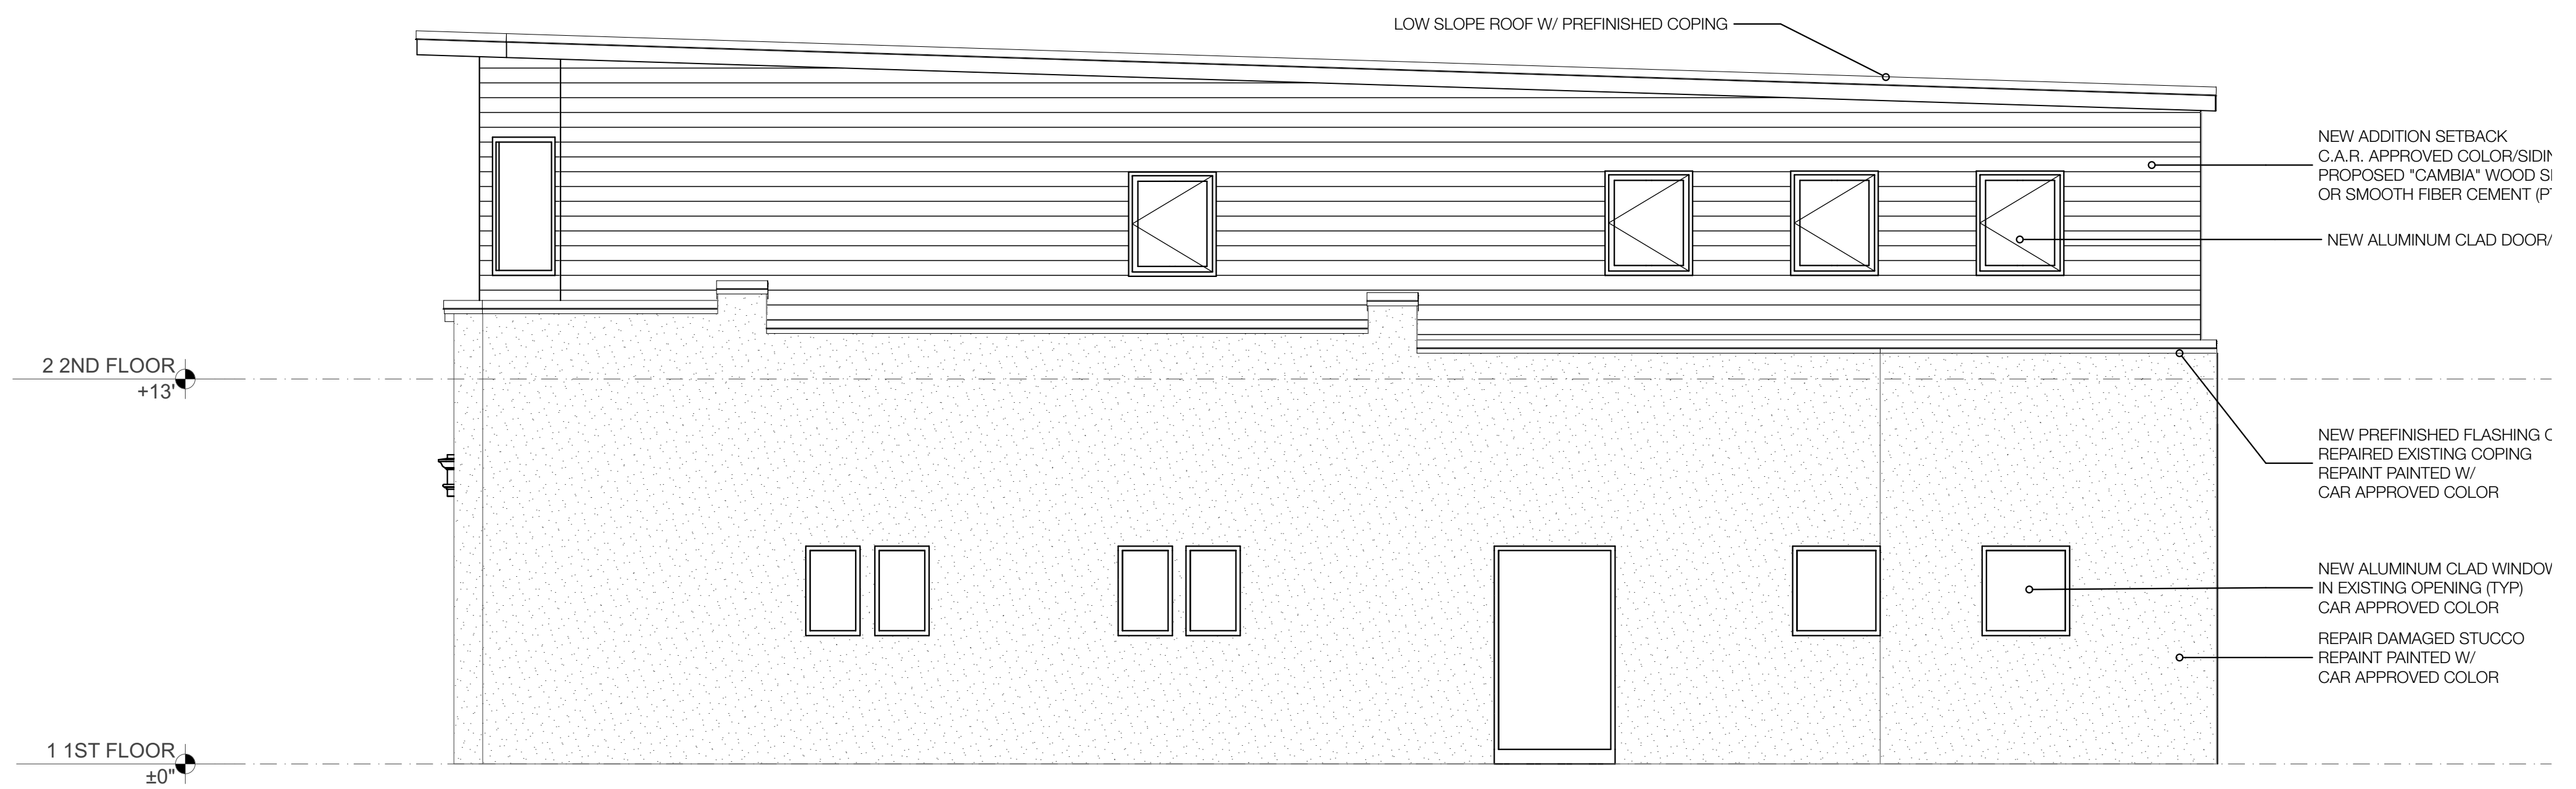 LOW SLOPE ROOF W/ PREFINISHED COPING
NEW ADDITION SETBACK
C.A.R. APPROVED COLOR/SIDIN
PROPOSED "CAMBIA" WOOD S
OR SMOOTH FIBER CEMENT (P
NEW ALUMINUM CLAD DOOR/
2 2ND FLOOR
+13'
NEW PREFINISHED FLASHING
REPAIRED EXISTING COPING
REPAINT PAINTED W/
CAR APPROVED COLOR
NEW ALUMINUM CLAD WINDOW
IN EXISTING OPENING (TYP)
CAR APPROVED COLOR
REPAIR DAMAGED STUCCO
REPAINT PAINTED W/
CAR APPROVED COLOR
1 1ST FLOOR
±0"